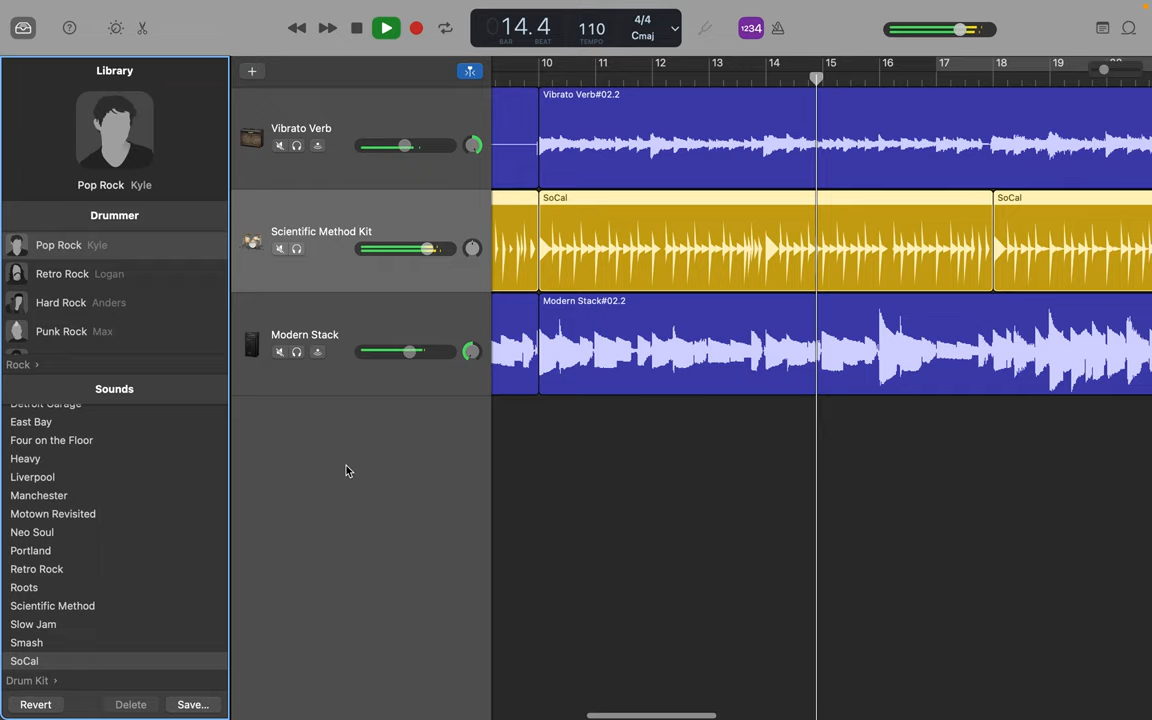 14.4
BAR
BEAT
110
TEMPO
4/4
Cmaj
1234
Library
Pop Rock Kyle
Drummer
Pop Rock Kyle
Retro Rock Logan
Hard Rock Anders
Punk Rock Max
Rock
Sounds
Detroit Garage
East Bay
Four on the Floor
Heavy
Liverpool
Manchester
Motown Revisited
Neo Soul
Portland
Retro Rock
Roots
Scientific Method
Slow Jam
Smash
SoCal
Drum Kit
Revert
Delete
Save...
10 11 12 13 14 15 16 17 18 19 20
Vibrato Verb
Vibrato Verb#02.2
Scientific Method Kit
SoCal
SoCal
Modern Stack
Modern Stack#02.2